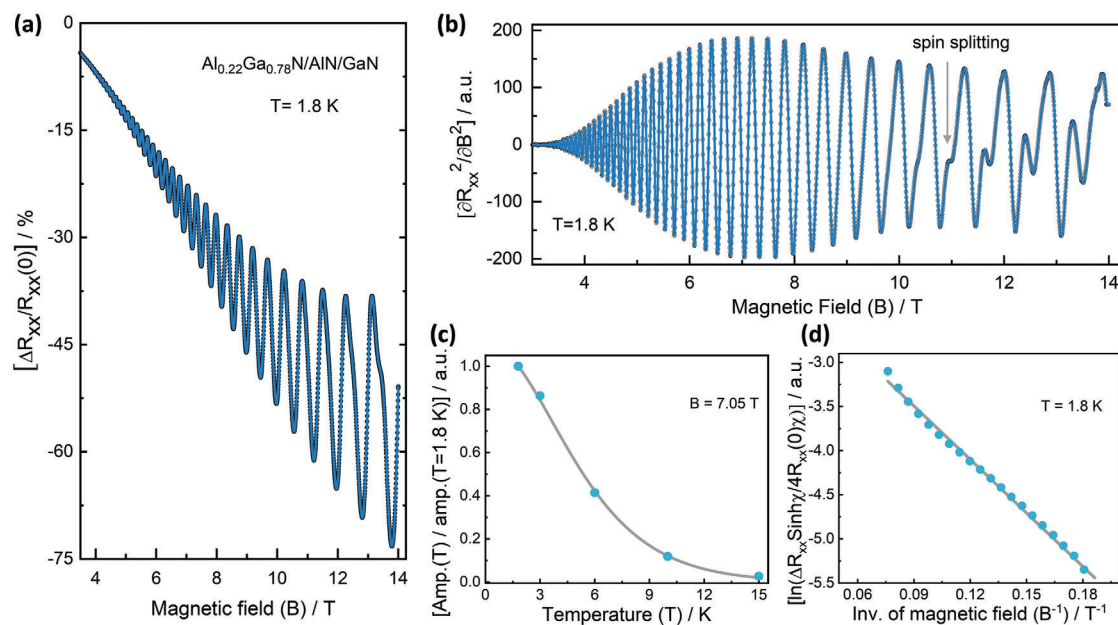 (a)
0
-15
-30
-45
-60
-75
[ΔRxx/Rxx(0)] / %
Al0.22Ga0.78N/AlN/GaN
T= 1.8 K
4
6
8
10
12
14
Magnetic field (B) / T
(b)
200
100
0
-100
-200
[∂Rxx²/∂B²] / a.u.
spin splitting
T=1.8 K
4
6
8
10
12
14
Magnetic Field (B) / T
(c)
1.0
0.8
0.6
0.4
0.2
0.0
[Amp.(T) / amp.(T=1.8 K)] / a.u.
B = 7.05 T
0
3
6
9
12
15
Temperature (T) / K
(d)
-3.0
-3.5
-4.0
-4.5
-5.0
-5.5
[ln(ΔRxxSinhχ/4Rxx(0)χ)] / a.u.
T = 1.8 K
0.06
0.09
0.12
0.15
0.18
Inv. of magnetic field (B⁻¹) / T⁻¹